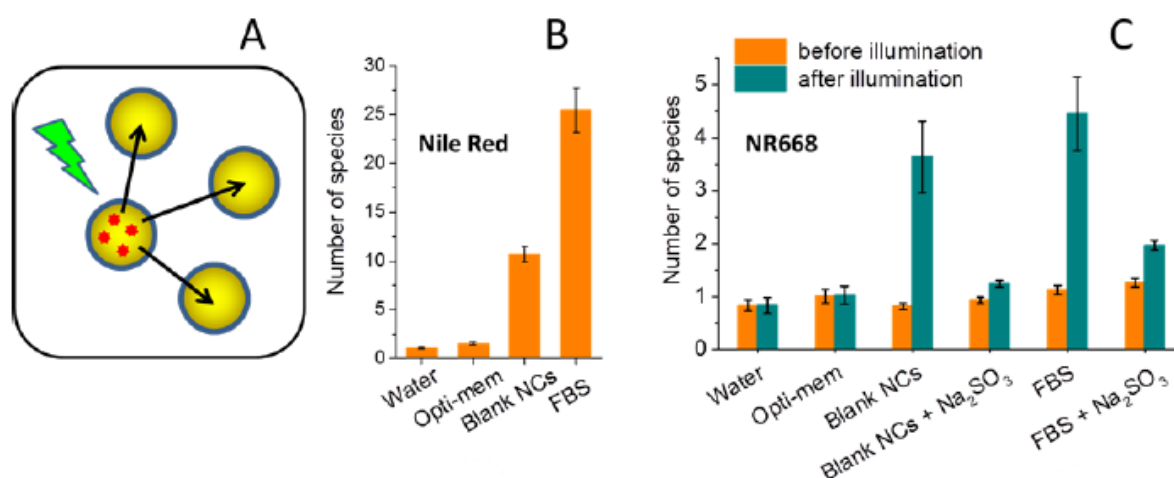 A
B
30
25
20
15
10
5
0
Number of species
Nile Red
Water
Opti-mem
Blank NCs
FBS
C
before illumination
after illumination
5
4
3
2
1
0
Number of species
NR668
Water
Opti-mem
Blank NCs
Blank NCs + Na₂SO₃
FBS
FBS + Na₂SO₃